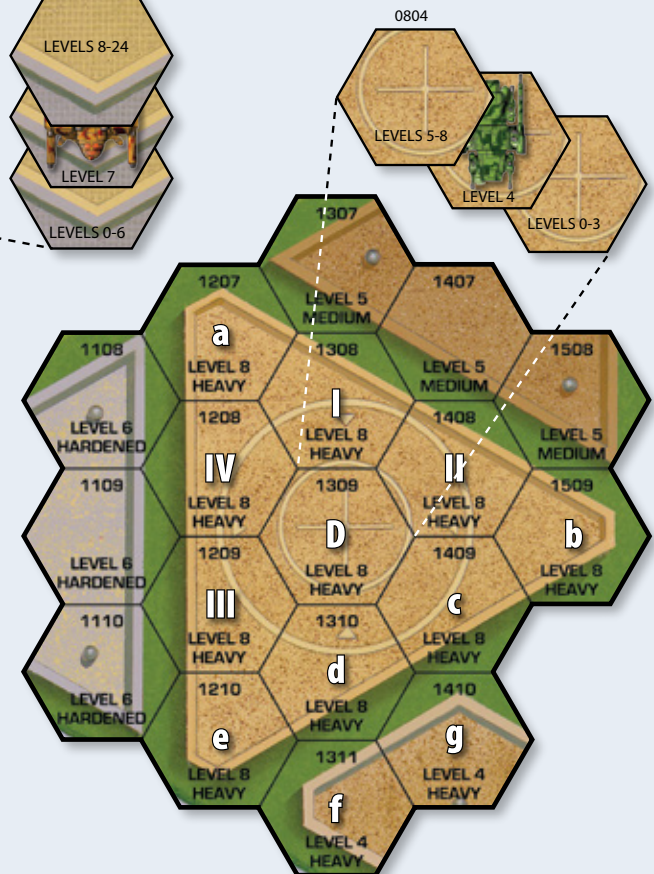 LEVELS 8-24
LEVEL 7
LEVELS 0-6
0804
LEVELS 5-8
LEVEL 4
LEVELS 0-3
1307
LEVEL 5
MEDIUM
1207
a
LEVEL 8
HEAVY
1407
LEVEL 5
MEDIUM
1108
LEVEL 6
HARDENED
1308
I
LEVEL 8
HEAVY
1508
LEVEL 5
MEDIUM
1208
IV
LEVEL 8
HEAVY
1408
II
LEVEL 8
HEAVY
1109
LEVEL 6
HARDENED
1309
D
LEVEL 8
HEAVY
1509
b
LEVEL 8
HEAVY
1209
III
LEVEL 8
HEAVY
1409
c
LEVEL 8
HEAVY
1110
LEVEL 6
HARDENED
1310
d
LEVEL 8
HEAVY
1210
e
LEVEL 8
HEAVY
1410
g
LEVEL 4
HEAVY
1311
f
LEVEL 4
HEAVY